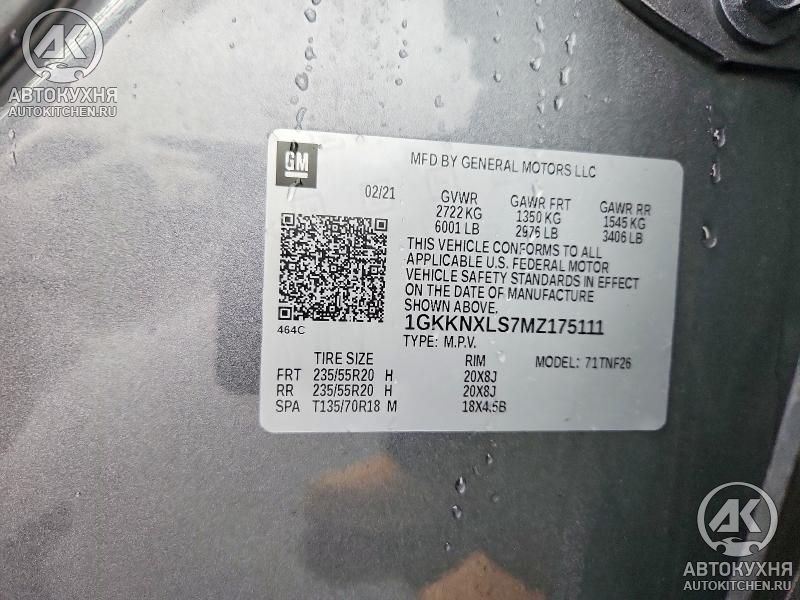 АК
АВТОКУХНЯ
AUTOKITCHEN.RU
GM
MFD BY GENERAL MOTORS LLC
02/21
GVWR GAWR FRT GAWR RR
2722 KG 1350 KG 1545 KG
6001 LB 2976 LB 3406 LB
THIS VEHICLE CONFORMS TO ALL
APPLICABLE U.S. FEDERAL MOTOR
VEHICLE SAFETY STANDARDS IN EFFECT
ON THE DATE OF MANUFACTURE
SHOWN ABOVE.
464C
1GKKNXLS7MZ175111
TYPE: M.P.V.
TIRE SIZE RIM MODEL: 71TNF26
FRT 235/55R20 H 20X8J
RR 235/55R20 H 20X8J
SPA T135/70R18 M 18X4.5B
АК
АВТОКУХНЯ
AUTOKITCHEN.RU